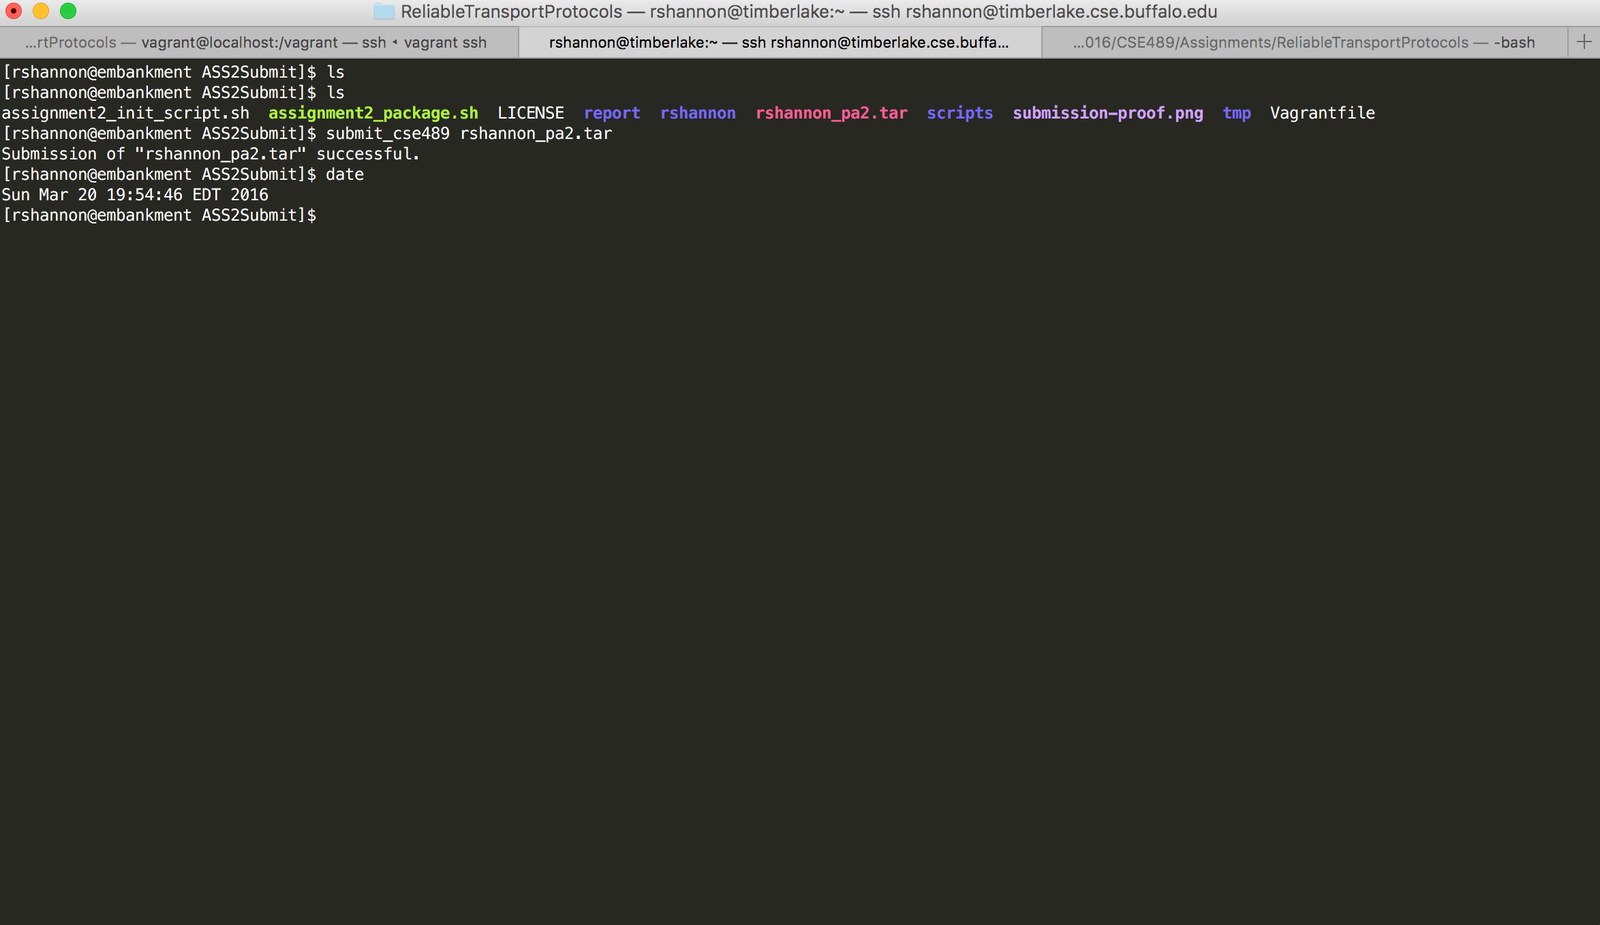 ReliableTransportProtocols — rshannon@timberlake:~ — ssh rshannon@timberlake.cse.buffalo.edu
...rtProtocols — vagrant@localhost:/vagrant — ssh ◂ vagrant ssh
rshannon@timberlake:~ — ssh rshannon@timberlake.cse.buffa...
...016/CSE489/Assignments/ReliableTransportProtocols — -bash
[rshannon@embankment ASS2Submit]$ ls
[rshannon@embankment ASS2Submit]$ ls
assignment2_init_script.sh assignment2_package.sh LICENSE report rshannon rshannon_pa2.tar scripts submission-proof.png tmp Vagrantfile
[rshannon@embankment ASS2Submit]$ submit_cse489 rshannon_pa2.tar
Submission of "rshannon_pa2.tar" successful.
[rshannon@embankment ASS2Submit]$ date
Sun Mar 20 19:54:46 EDT 2016
[rshannon@embankment ASS2Submit]$